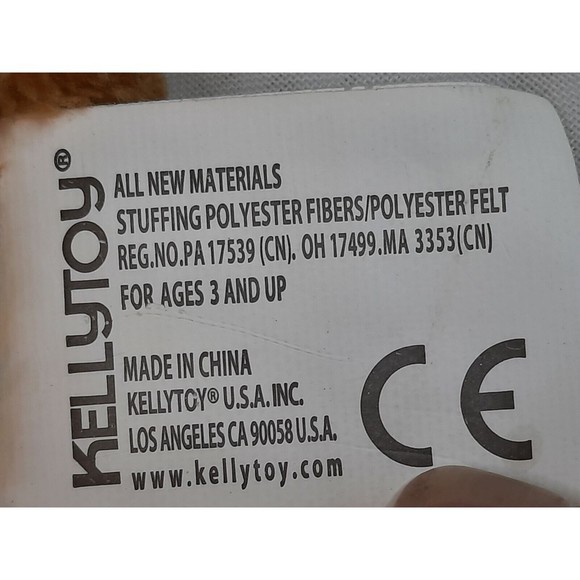 KELLYTOY®
ALL NEW MATERIALS
STUFFING POLYESTER FIBERS/POLYESTER FELT
REG.NO.PA 17539 (CN). OH 17499.MA 3353(CN)
FOR AGES 3 AND UP
MADE IN CHINA
KELLYTOY® U.S.A. INC.
LOS ANGELES CA 90058 U.S.A.
www.kellytoy.com
CE